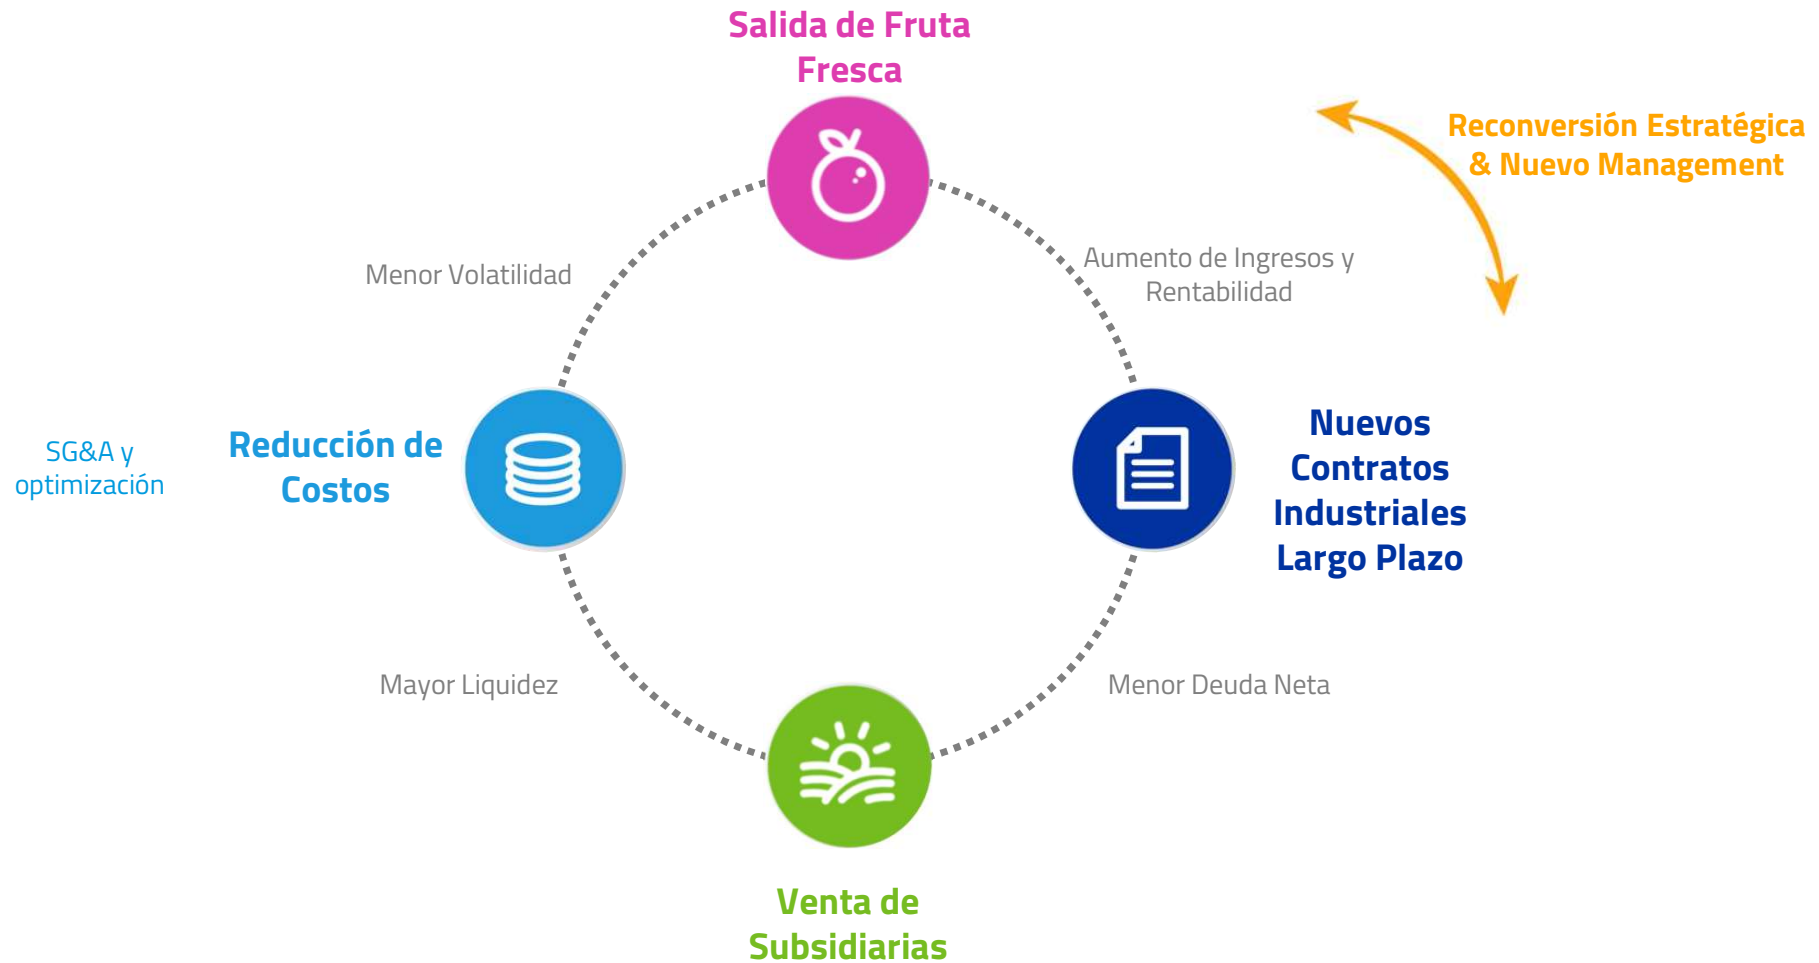 Salida de Fruta
Fresca
Reconversión Estratégica
& Nuevo Management
Menor Volatilidad
Aumento de Ingresos y
Rentabilidad
SG&A y
optimización
Reducción de
Costos
Nuevos
Contratos
Industriales
Largo Plazo
Mayor Liquidez
Menor Deuda Neta
Venta de
Subsidiarias